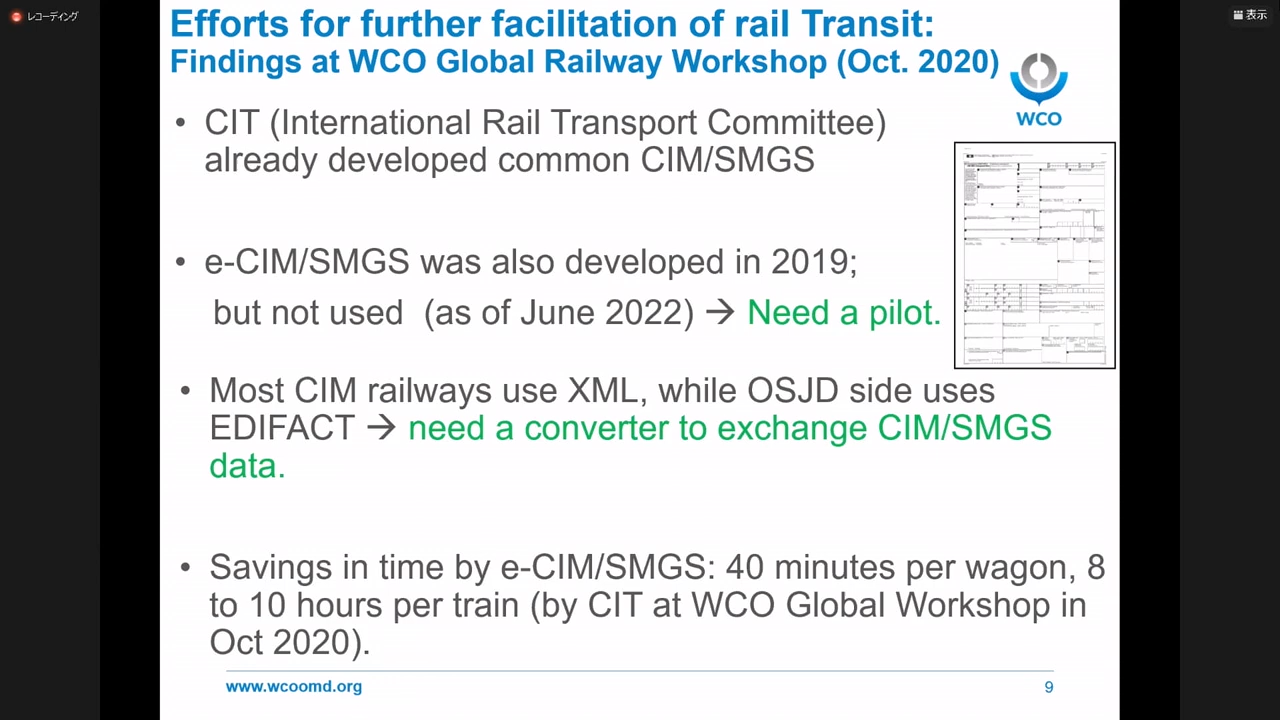 レコーディング
表示
Efforts for further facilitation of rail Transit:
Findings at WCO Global Railway Workshop (Oct. 2020)
WCO
• CIT (International Rail Transport Committee)
already developed common CIM/SMGS
• e-CIM/SMGS was also developed in 2019;
but not used (as of June 2022) → Need a pilot.
• Most CIM railways use XML, while OSJD side uses
EDIFACT → need a converter to exchange CIM/SMGS
data.
• Savings in time by e-CIM/SMGS: 40 minutes per wagon, 8
to 10 hours per train (by CIT at WCO Global Workshop in
Oct 2020).
www.wcoomd.org
9